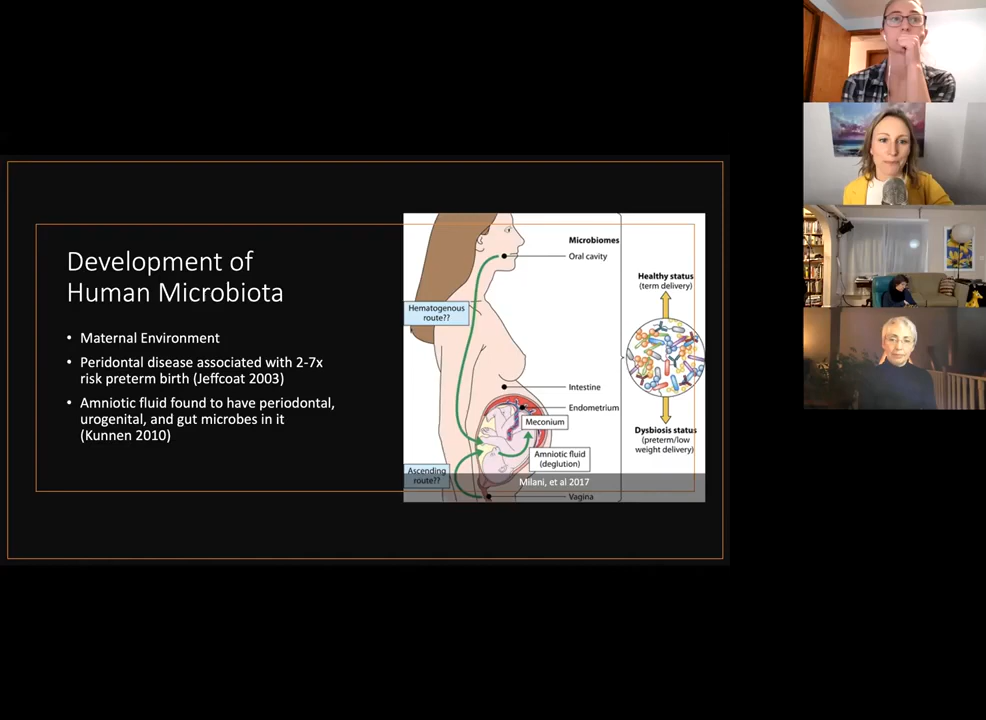 Development of
Human Microbiota
• Maternal Environment
• Peridontal disease associated with 2-7x
risk preterm birth (Jeffcoat 2003)
• Amniotic fluid found to have periodontal,
urogenital, and gut microbes in it
(Kunnen 2010)
Microbiomes
Oral cavity
Hematogenous
route??
Intestine
Endometrium
Meconium
Amniotic fluid
(deglution)
Ascending
route??
Vagina
Healthy status
(term delivery)
Dysbiosis status
(preterm/low
weight delivery)
Milani, et al 2017